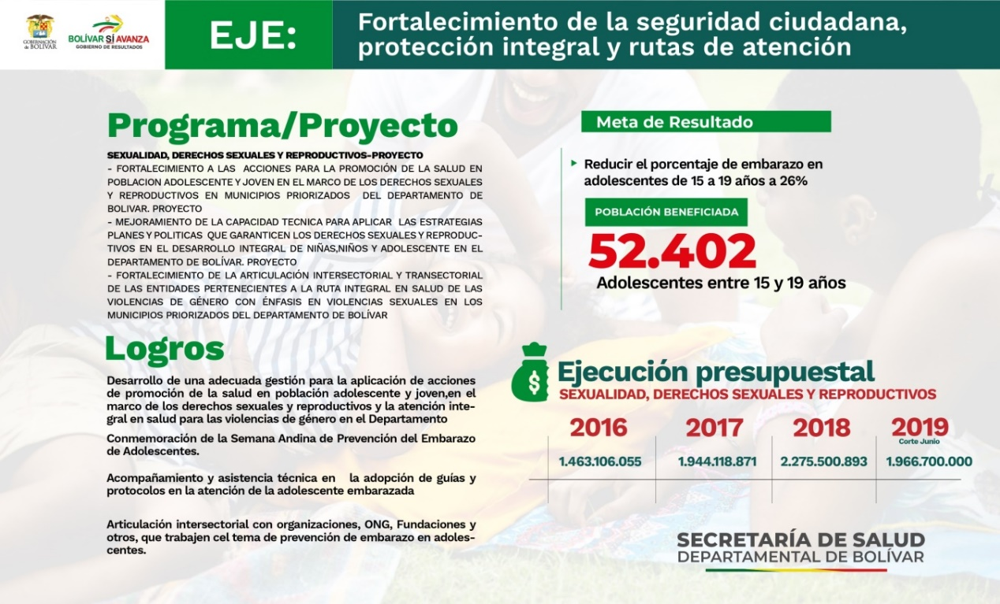 GOBERNACIÓN
de BOLÍVAR
BOLÍVAR SÍ AVANZA
GOBIERNO DE RESULTADOS
EJE:
Fortalecimiento de la seguridad ciudadana,
protección integral y rutas de atención
Programa/Proyecto
SEXUALIDAD, DERECHOS SEXUALES Y REPRODUCTIVOS-PROYECTO
- FORTALECIMIENTO A LAS ACCIONES PARA LA PROMOCIÓN DE LA SALUD EN
POBLACION ADOLESCENTE Y JOVEN EN EL MARCO DE LOS DERECHOS SEXUALES
Y REPRODUCTIVOS EN MUNICIPIOS PRIORIZADOS DEL DEPARTAMENTO DE
BOLIVAR. PROYECTO
- MEJORAMIENTO DE LA CAPACIDAD TECNICA PARA APLICAR LAS ESTRATEGIAS
PLANES Y POLITICAS QUE GARANTICEN LOS DERECHOS SEXUALES Y REPRODUC-
TIVOS EN EL DESARROLLO INTEGRAL DE NIÑAS,NIÑOS Y ADOLESCENTE EN EL
DEPARTAMENTO DE BOLÍVAR. PROYECTO
- FORTALECIMIENTO DE LA ARTICULACIÓN INTERSECTORIAL Y TRANSECTORIAL
DE LAS ENTIDADES PERTENECIENTES A LA RUTA INTEGRAL EN SALUD DE LAS
VIOLENCIAS DE GÉNERO CON ÉNFASIS EN VIOLENCIAS SEXUALES EN LOS
MUNICIPIOS PRIORIZADOS DEL DEPARTAMENTO DE BOLÍVAR
Logros
Desarrollo de una adecuada gestión para la aplicación de acciones
de promoción de la salud en población adolescente y joven,en el
marco de los derechos sexuales y reproductivos y la atención inte-
gral en salud para las violencias de género en el Departamento
Conmemoración de la Semana Andina de Prevención del Embarazo
de Adolescentes.
Acompañamiento y asistencia técnica en la adopción de guías y
protocolos en la atención de la adolescente embarazada
Articulación intersectorial con organizaciones, ONG, Fundaciones y
otros, que trabajen cel tema de prevención de embarazo en adoles-
centes.
Meta de Resultado
Reducir el porcentaje de embarazo en
adolescentes de 15 a 19 años a 26%
POBLACIÓN BENEFICIADA
52.402
Adolescentes entre 15 y 19 años
$
Ejecución presupuestal
SEXUALIDAD, DERECHOS SEXUALES Y REPRODUCTIVOS
2016 2017 2018 2019
Corte Junio
1.463.106.055 1.944.118.871 2.275.500.893 1.966.700.000
SECRETARÍA DE SALUD
DEPARTAMENTAL DE BOLÍVAR